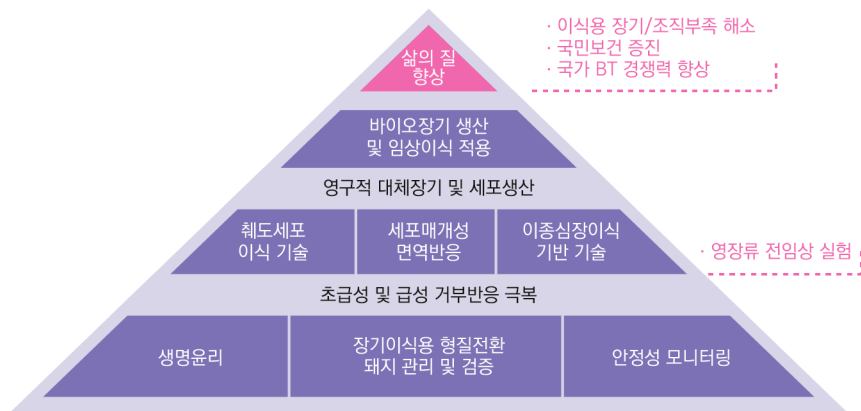 · 이식용 장기/조직부족 해소
· 국민보건 증진
· 국가 BT 경쟁력 향상
삶의 질
향상
바이오장기 생산
및 임상이식 적용
영구적 대체장기 및 세포생산
췌도세포
이식 기술
세포매개성
면역반응
이종심장이식
기반 기술
· 영장류 전임상 실험
초급성 및 급성 거부반응 극복
생명윤리
장기이식용 형질전환
돼지 관리 및 검증
안정성 모니터링